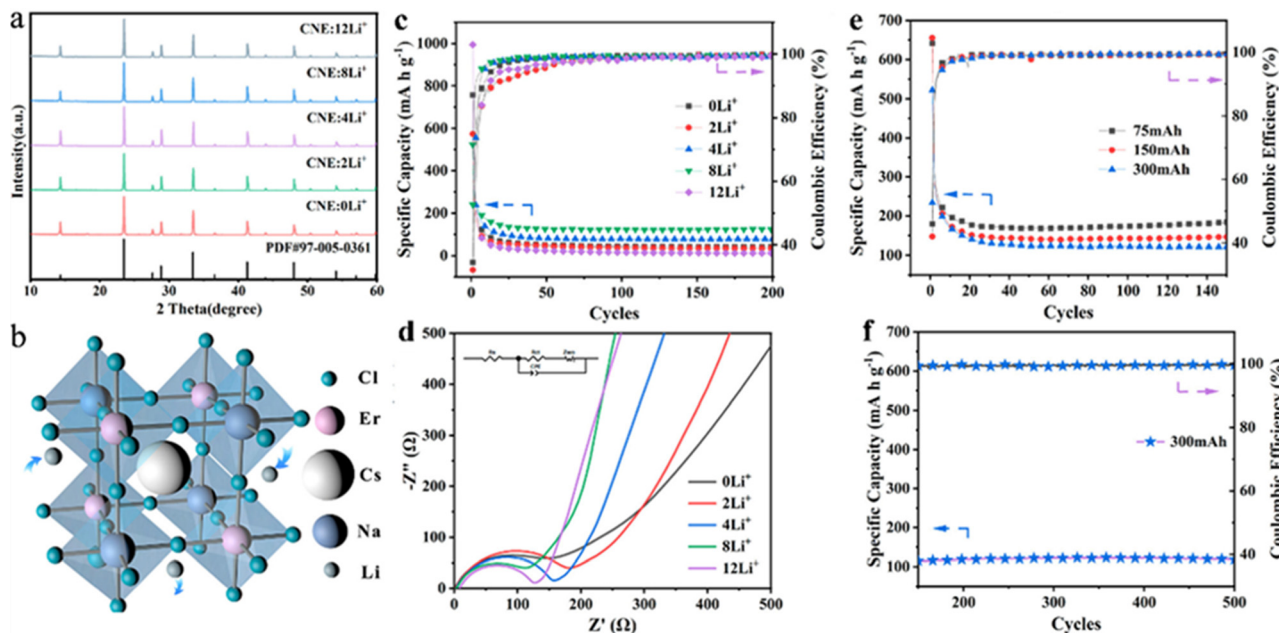 a
CNE:12Li⁺
CNE:8Li⁺
CNE:4Li⁺
CNE:2Li⁺
CNE:0Li⁺
PDF#97-005-0361
Intensity(a.u.)
10 20 30 40 50 60
2 Theta(degree)
b
Cl
Er
Cs
Na
Li
c
Specific Capacity (mA h g⁻¹)
1000
800
600
400
200
0
0Li⁺
2Li⁺
4Li⁺
8Li⁺
12Li⁺
Coulombic Efficiency (%)
100
80
60
40
0 50 100 150 200
Cycles
d
-Z'' (Ω)
500
400
300
200
100
0
0Li⁺
2Li⁺
4Li⁺
8Li⁺
12Li⁺
0 100 200 300 400 500
Z' (Ω)
e
Specific Capacity (mA h g⁻¹)
700
600
500
400
300
200
100
75mAh
150mAh
300mAh
Coulombic Efficiency (%)
100
80
60
40
0 20 40 60 80 100 120 140
Cycles
f
Specific Capacity (mA h g⁻¹)
700
600
500
400
300
200
100
300mAh
Coulombic Efficiency (%)
100
80
60
40
200 300 400 500
Cycles